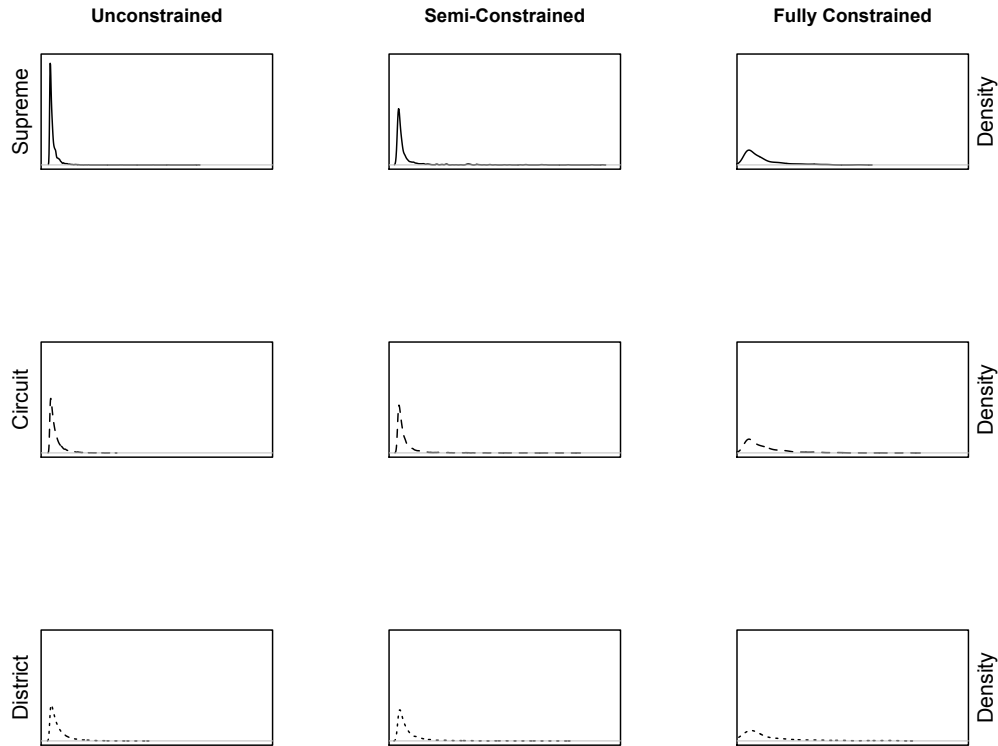 Unconstrained Semi-Constrained Fully Constrained
Supreme Density
Circuit Density
District Density